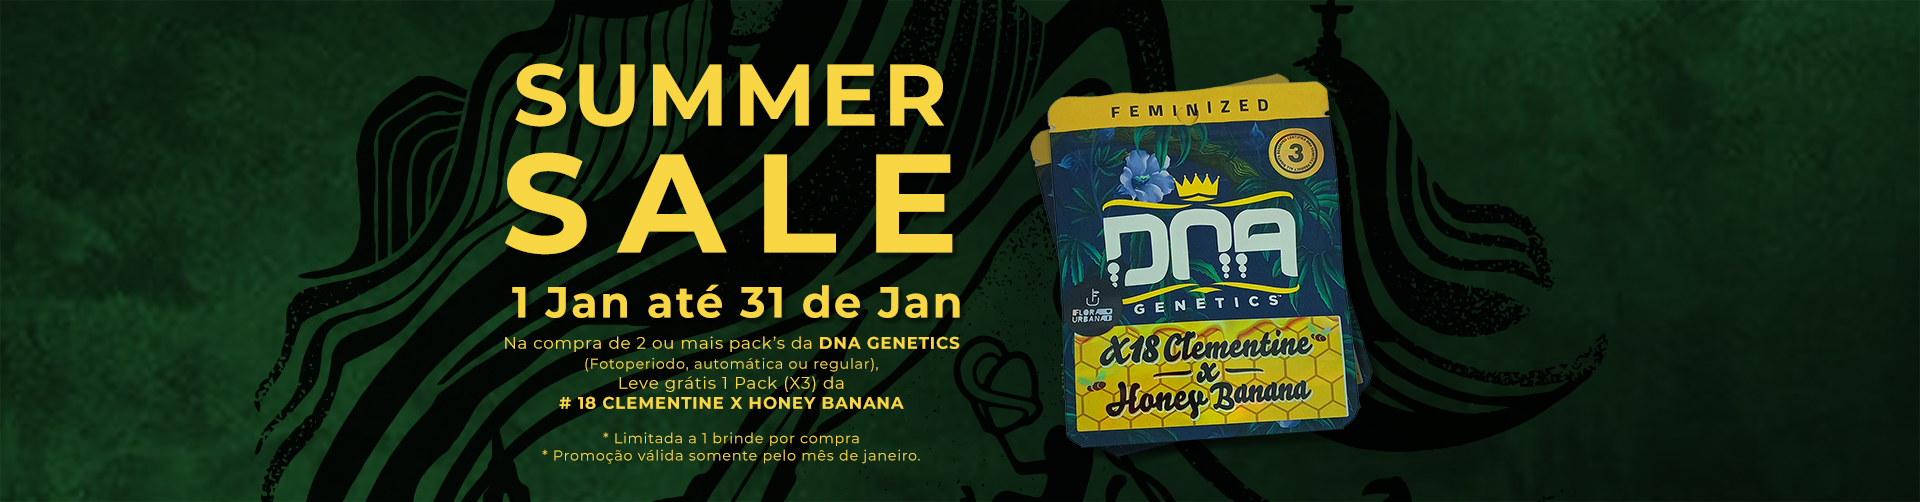 SUMMER
SALE
1 Jan até 31 de Jan
Na compra de 2 ou mais pack's da DNA GENETICS
(Fotoperiodo, automática ou regular),
Leve grátis 1 Pack (X3) da
# 18 CLEMENTINE X HONEY BANANA
* Limitada a 1 brinde por compra
* Promoção válida somente pelo mês de janeiro.
FEMINIZED
3
DNA
GENETICS™
FLORA
URBANA
X18 Clementine
x
Honey Banana